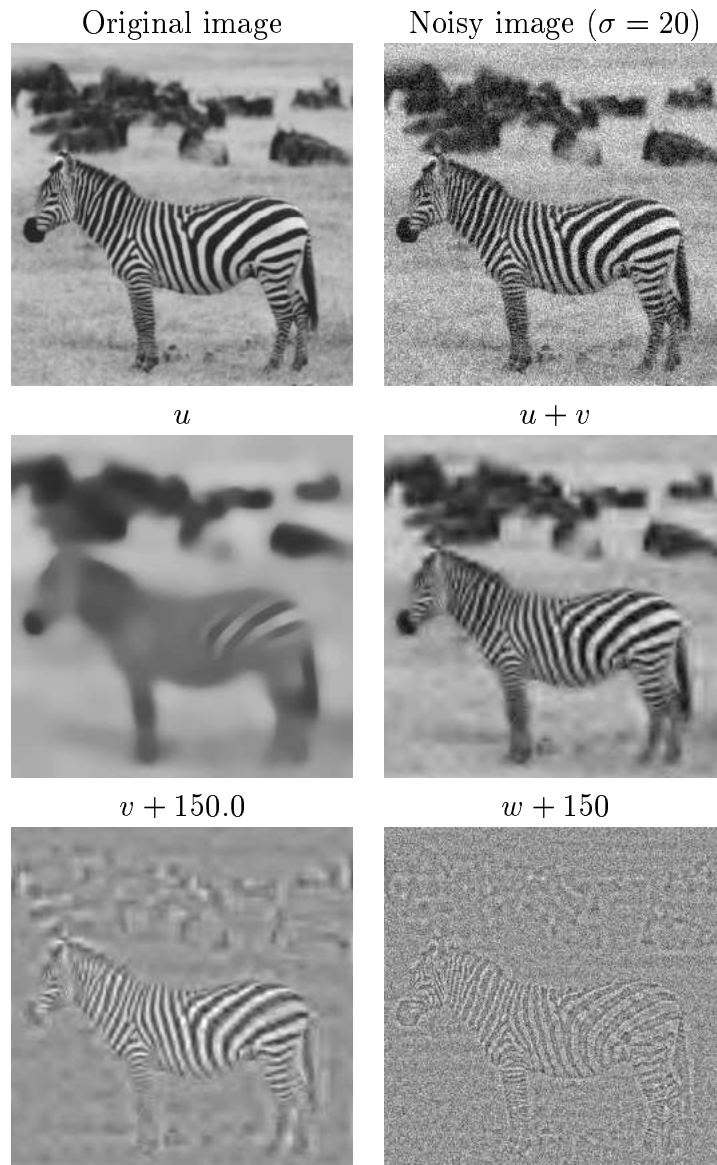 Original image
Noisy image (σ = 20)
u
u + v
v + 150.0
w + 150